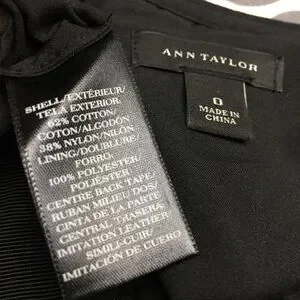 SHELL/EXTÉRIEUR/
TELA EXTERIOR:
62% COTTON/
COTON/ALGODÓN
38% NYLON/NILÓN
LINING/DOUBLURE/
FORRO:
100% POLYESTER/
POLIÉSTER
CENTRE BACK TAPE/
RUBAN MILIEU DOS/
CINTA DE LA PARTE
CENTRAL TRASERA:
IMITATION LEATHER/
SIMILI-CUIR/
IMITACIÓN DE CUERO
ANN TAYLOR
0
MADE IN
CHINA